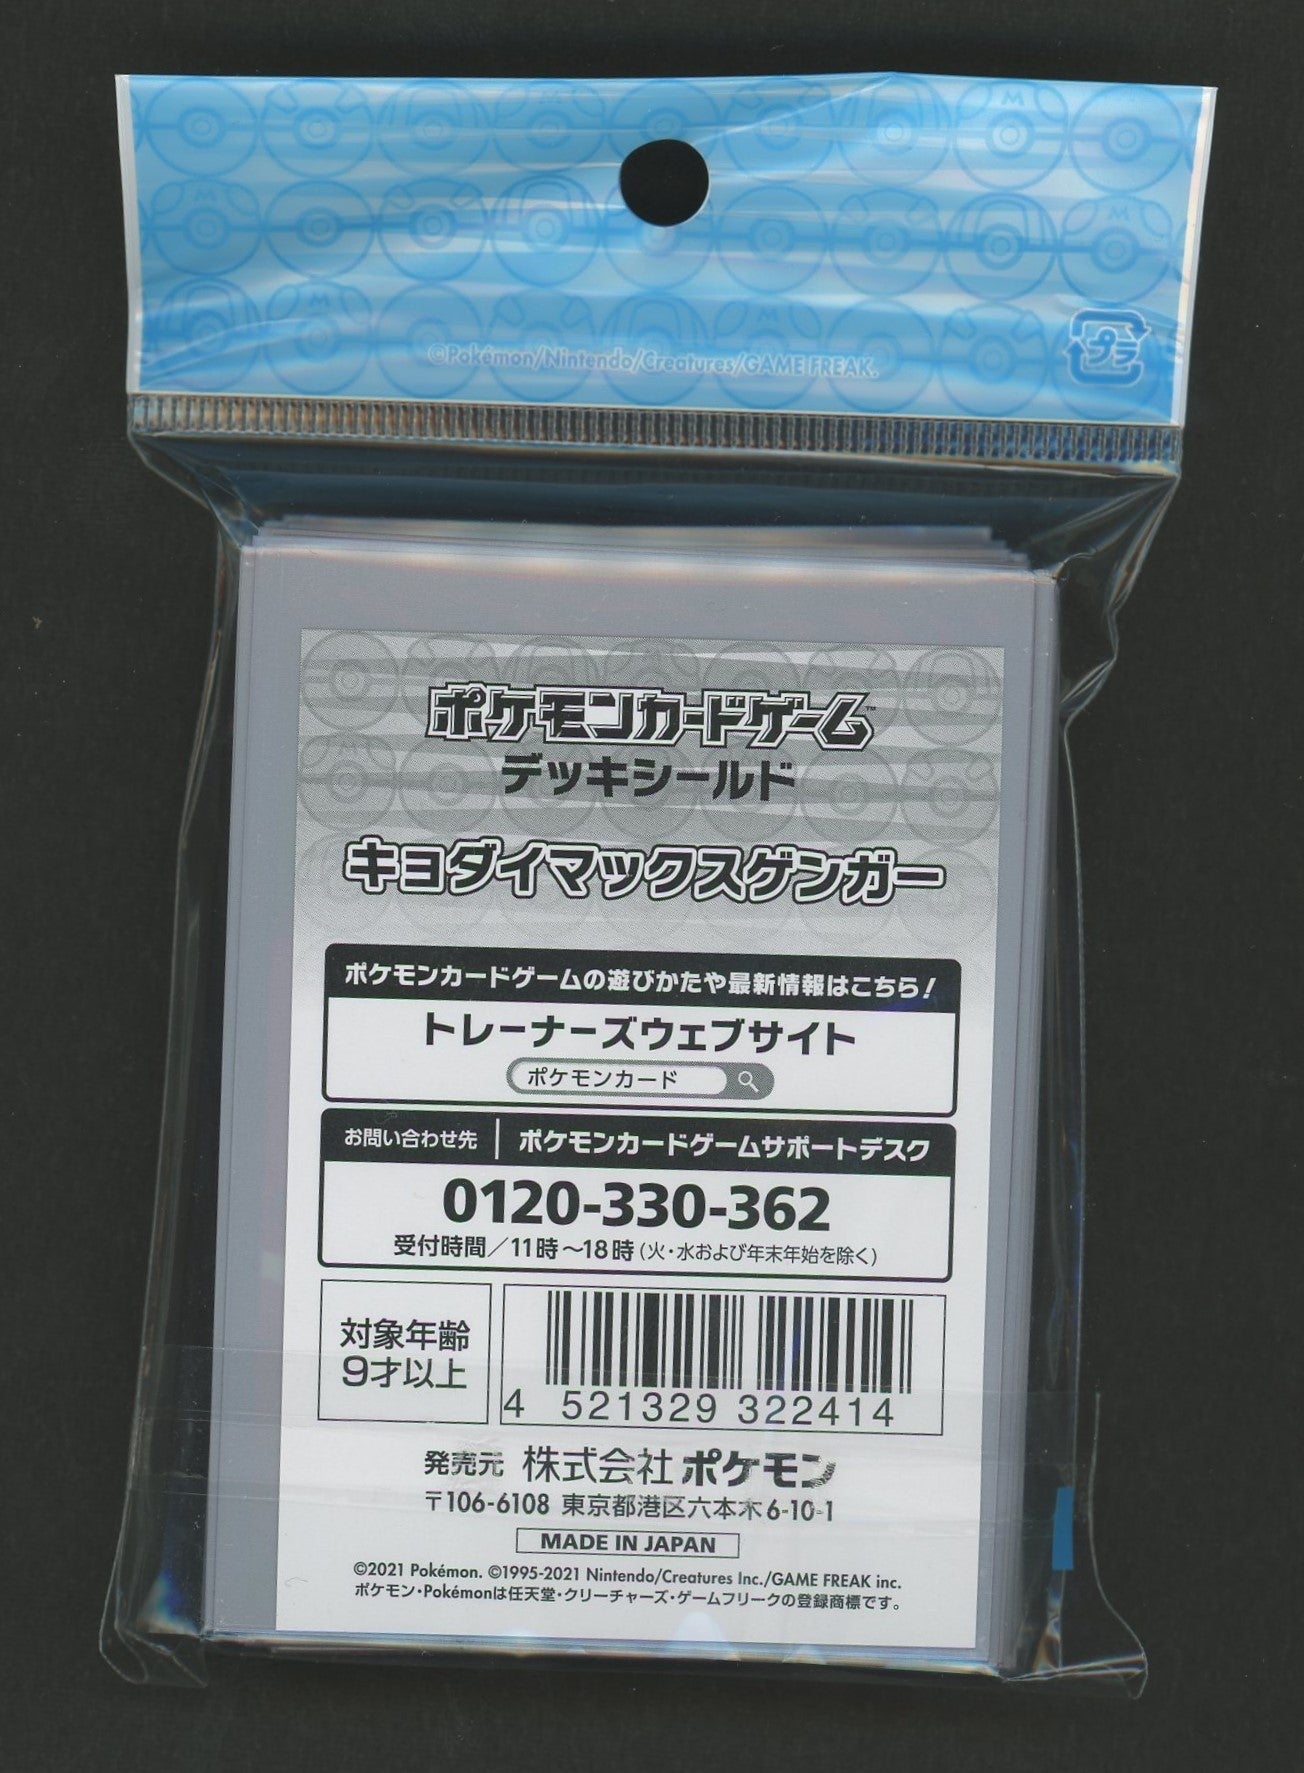 ©Pokémon/Nintendo/Creatures/GAME FREAK.
プラ
ポケモンカードゲーム™
デッキシールド
キョダイマックスゲンガー
ポケモンカードゲームの遊びかたや最新情報はこちら!
トレーナーズウェブサイト
ポケモンカード
お問い合わせ先 | ポケモンカードゲームサポートデスク
0120-330-362
受付時間/11時~18時(火・水および年末年始を除く)
対象年齢
9才以上
4 521329 322414
発売元 株式会社ポケモン
〒106-6108 東京都港区六本木6-10-1
MADE IN JAPAN
©2021 Pokémon. ©1995-2021 Nintendo/Creatures Inc./GAME FREAK inc.
ポケモン・Pokémonは任天堂・クリーチャーズ・ゲームフリークの登録商標です。